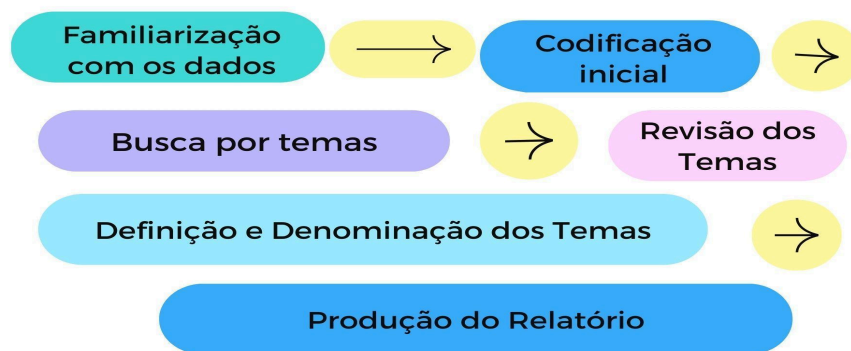 Familiarização
com os dados
Codificação
inicial
Busca por temas
Revisão dos
Temas
Definição e Denominação dos Temas
Produção do Relatório